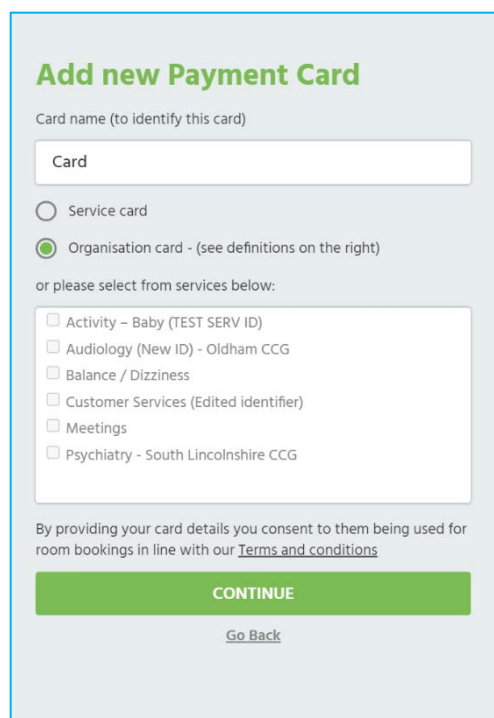 Add new Payment Card
Card name (to identify this card)
Card
Service card
Organisation card - (see definitions on the right)
or please select from services below:
Activity – Baby (TEST SERV ID)
Audiology (New ID) - Oldham CCG
Balance / Dizziness
Customer Services (Edited identifier)
Meetings
Psychiatry - South Lincolnshire CCG
By providing your card details you consent to them being used for
room bookings in line with our Terms and conditions
CONTINUE
Go Back